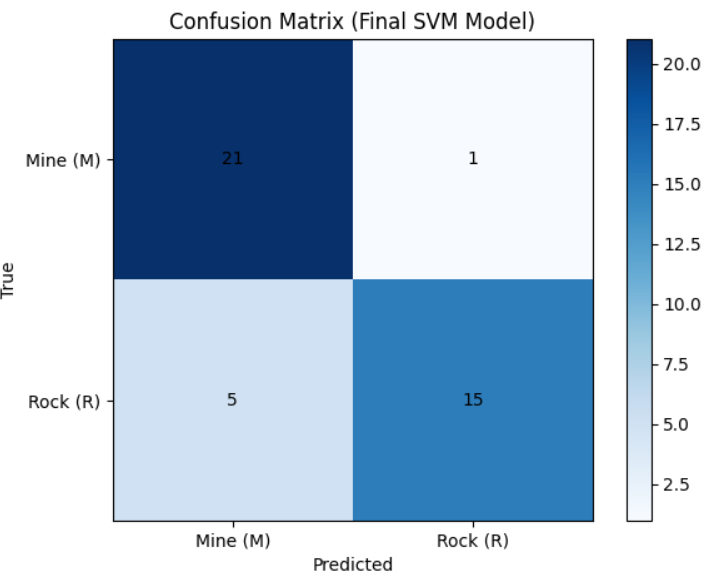 Confusion Matrix (Final SVM Model)
Mine (M)
21
1
Rock (R)
5
15
Mine (M)
Rock (R)
Predicted
True
20.0
17.5
15.0
12.5
10.0
7.5
5.0
2.5